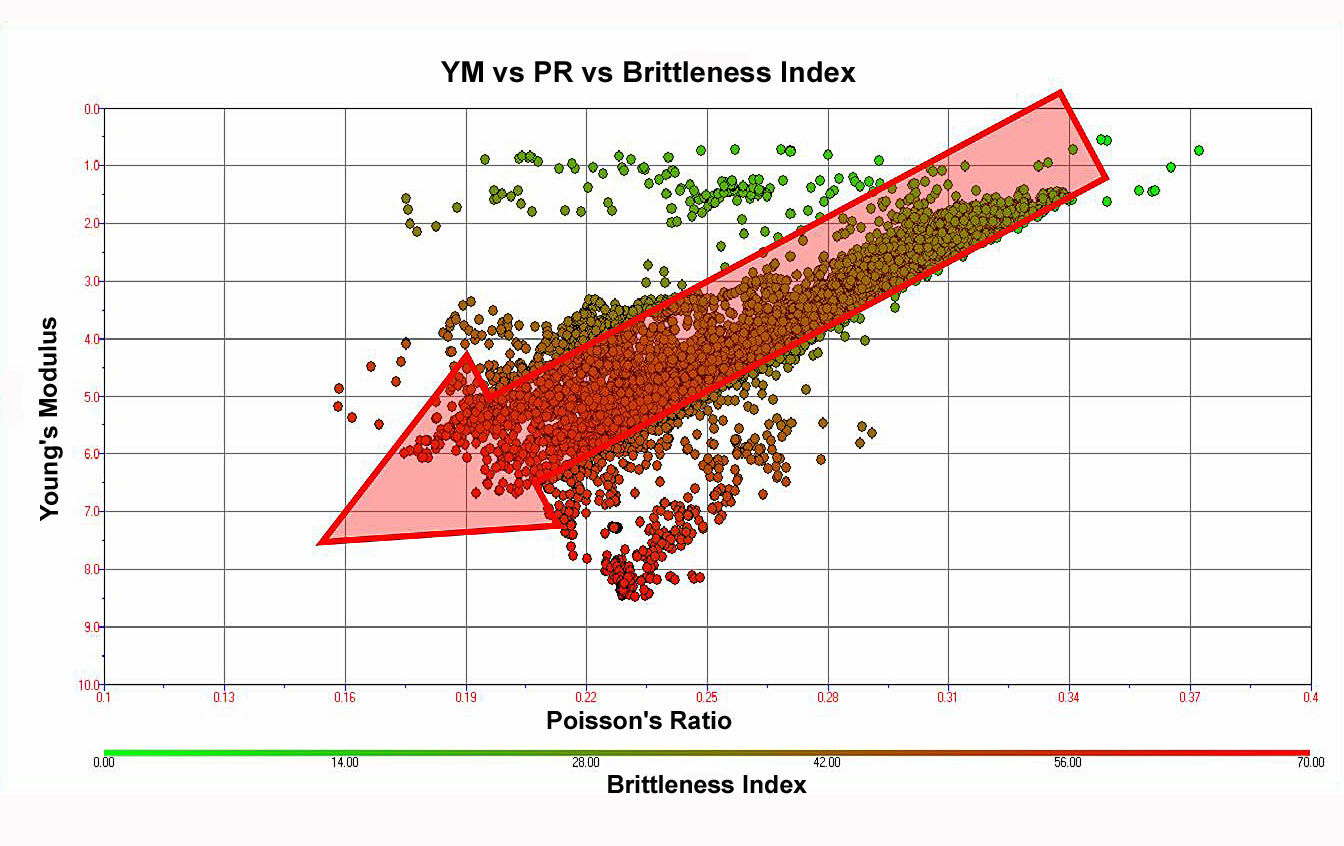 YM vs PR vs Brittleness Index
Young's Modulus
0.0
1.0
2.0
3.0
4.0
5.0
6.0
7.0
8.0
9.0
10.0
0.1 0.13 0.16 0.19 0.22 0.25 0.28 0.31 0.34 0.37 0.4
Poisson's Ratio
0.00 14.00 28.00 42.00 56.00 70.00
Brittleness Index